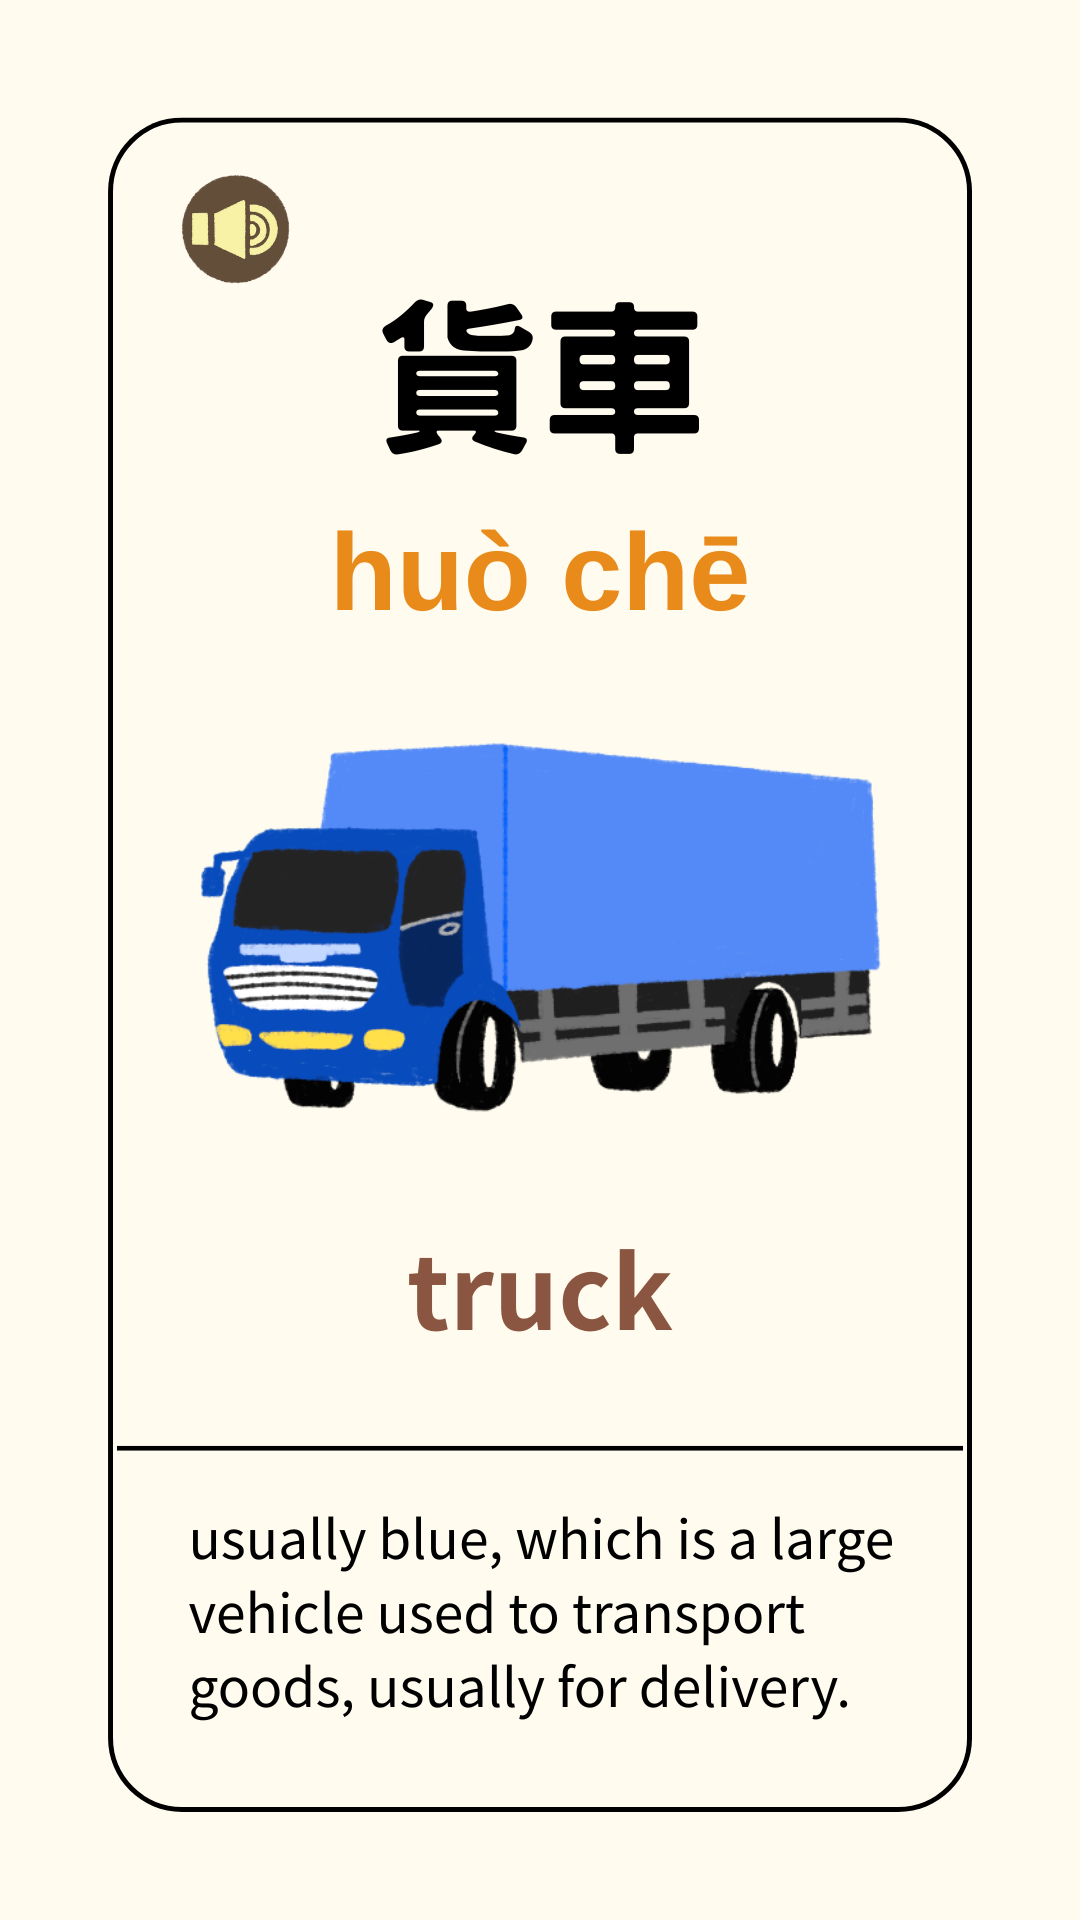 貨車
huò chē
truck
usually blue, which is a large
vehicle used to transport
goods, usually for delivery.